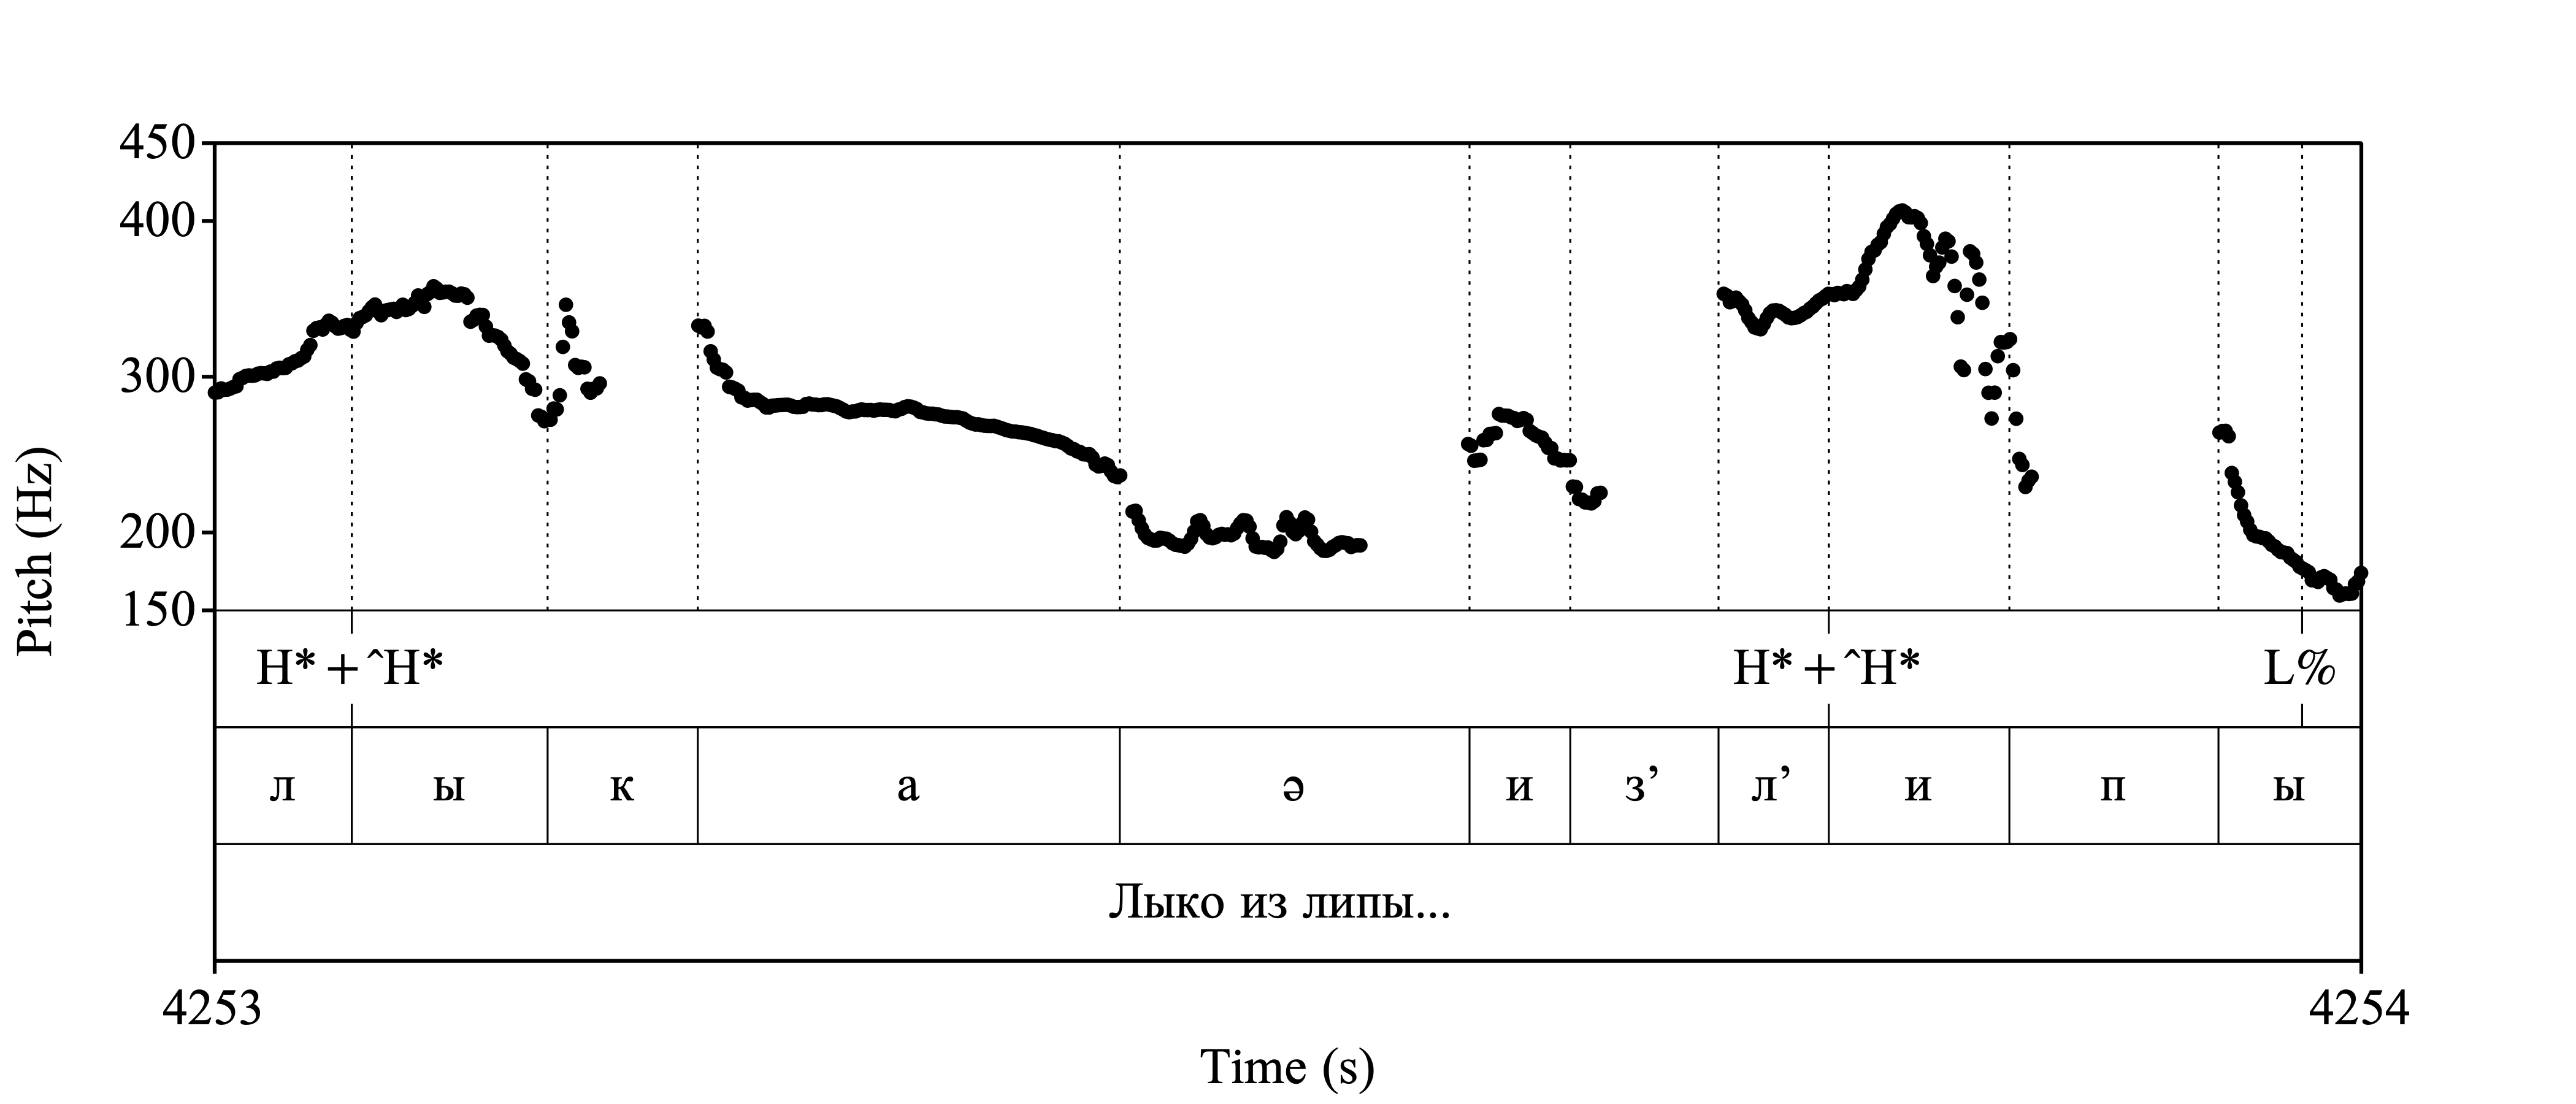 450
400
300
200
150
Pitch (Hz)
H* + ˆH* H* + ˆH* L%
л ы к а ə и з’ л’ и п ы
Лыко из липы...
4253 4254
Time (s)